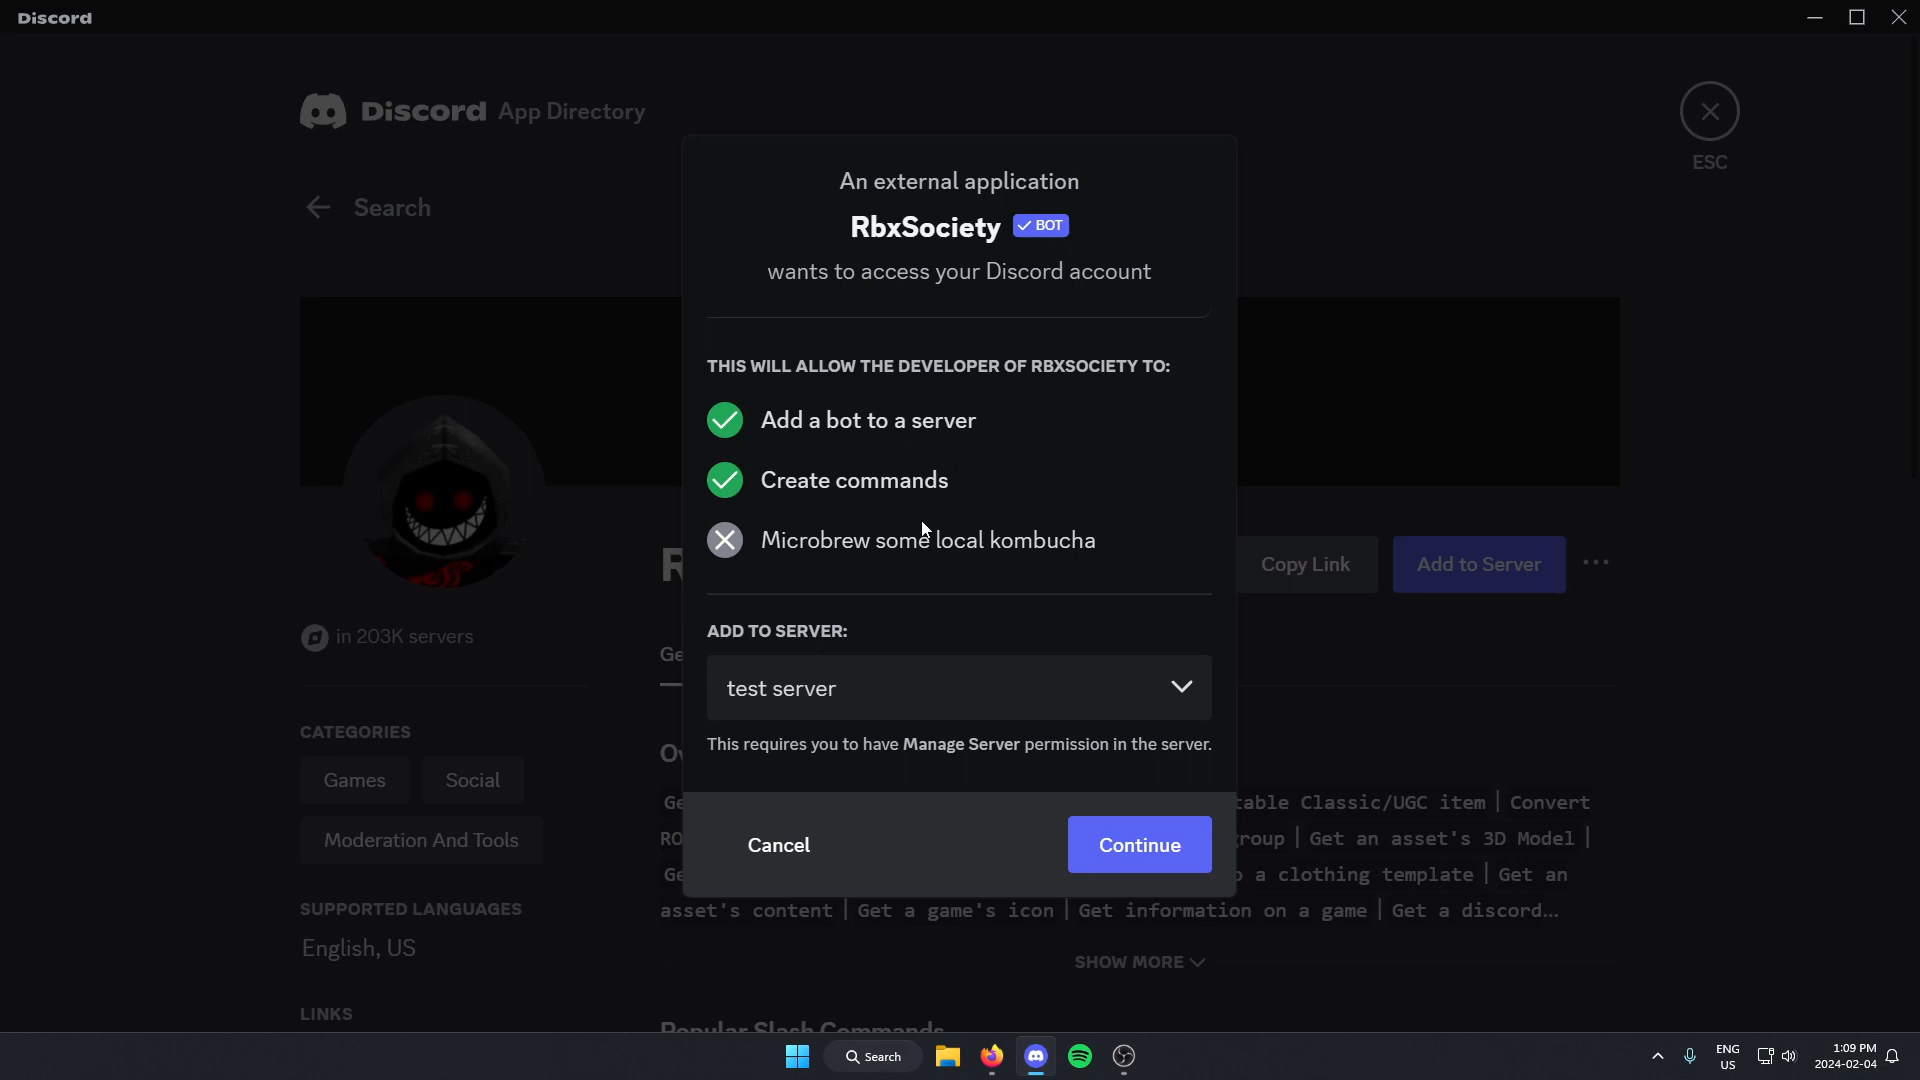 Discord
Discord App Directory
ESC
Search
An external application
RbxSociety BOT
wants to access your Discord account
THIS WILL ALLOW THE DEVELOPER OF RBXSOCIETY TO:
Add a bot to a server
Create commands
Microbrew some local kombucha
Copy Link
Add to Server
in 203K servers
ADD TO SERVER:
test server
This requires you to have Manage Server permission in the server.
Cancel
Continue
CATEGORIES
Games
Social
Moderation And Tools
SUPPORTED LANGUAGES
English, US
LINKS
Classic/UGC item | Convert
Get an asset's 3D Model |
a clothing template | Get an
asset's content | Get a game's icon | Get information on a game | Get a discord...
SHOW MORE
Popular Slash Commands
Search
ENG
US
1:09 PM
2024-02-04